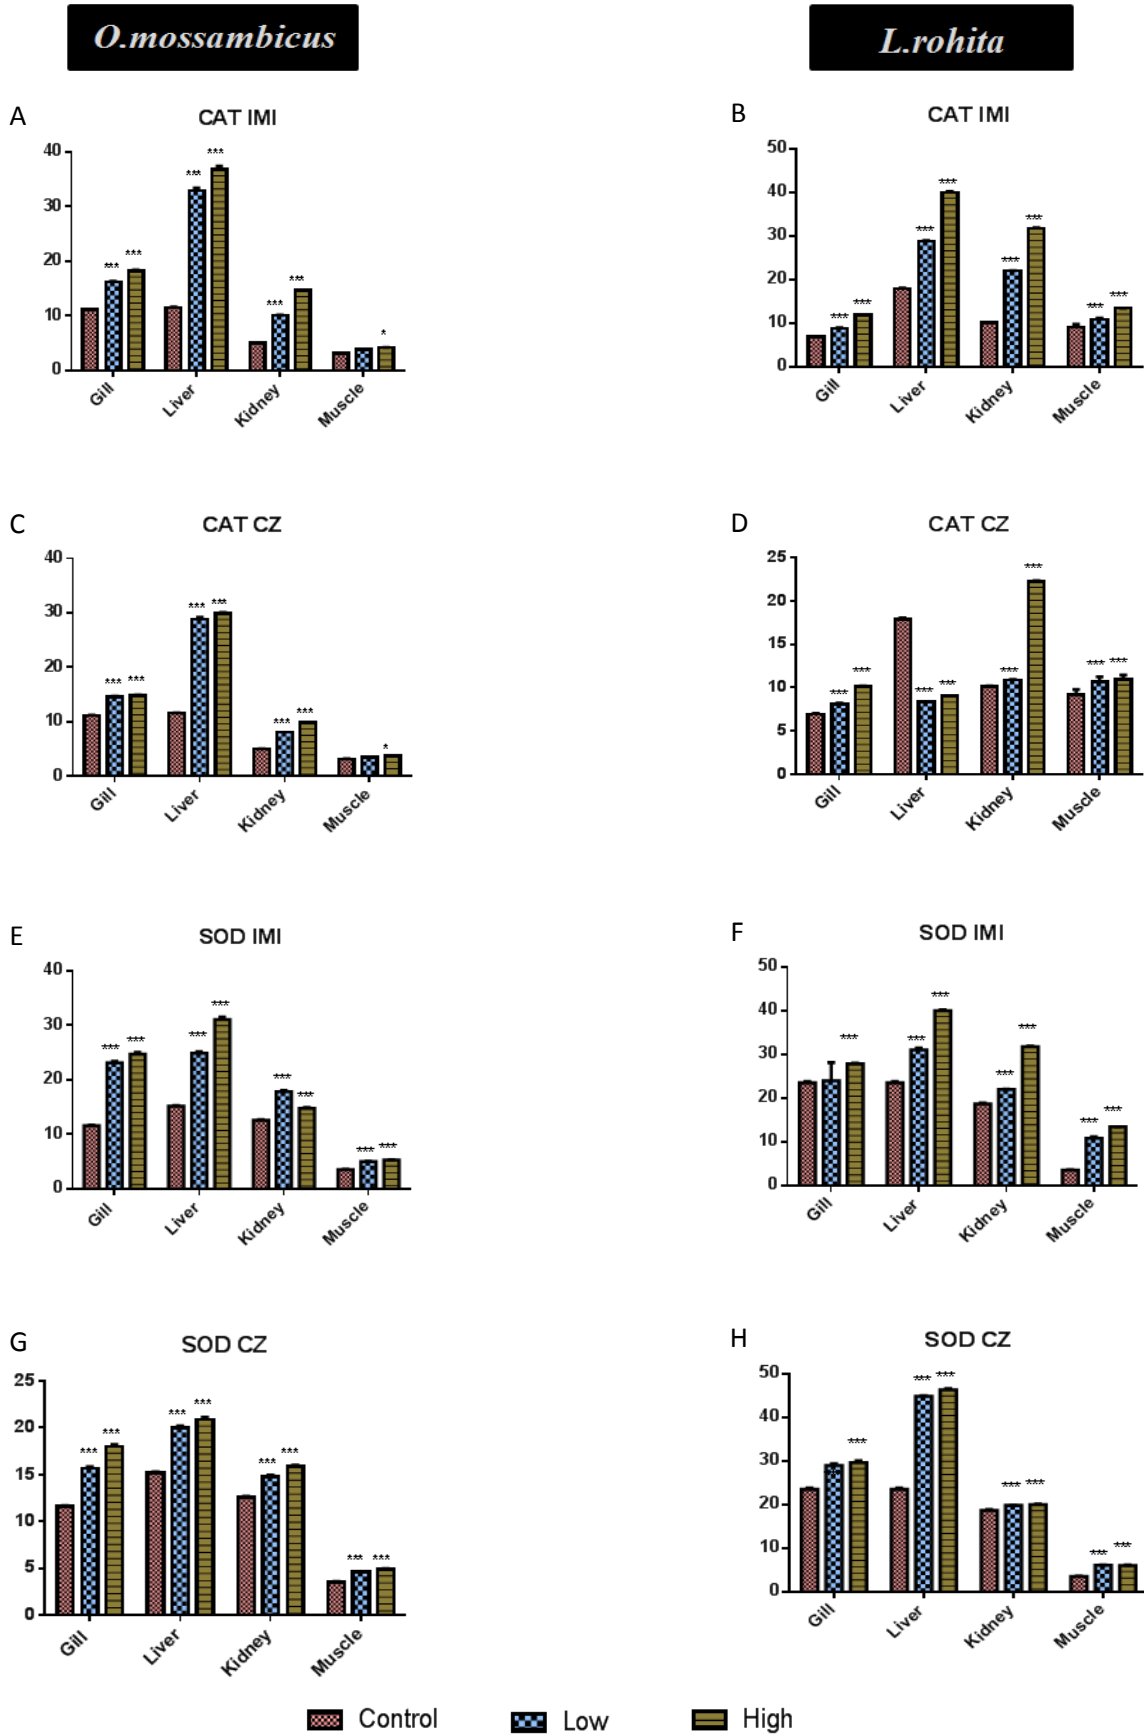 O.mossambicus
L.rohita
A
CAT IMI
40
30
20
10
0
*** *** *** *** *** *** *
Gill Liver Kidney Muscle
B
CAT IMI
50
40
30
20
10
0
*** *** *** *** *** *** *** ***
Gill Liver Kidney Muscle
C
CAT CZ
40
30
20
10
0
*** *** *** *** *** *** *
Gill Liver Kidney Muscle
D
CAT CZ
25
20
15
10
5
0
*** *** *** *** *** *** *** ***
Gill Liver Kidney Muscle
E
SOD IMI
40
30
20
10
0
*** *** *** *** *** *** *** ***
Gill Liver Kidney Muscle
F
SOD IMI
50
40
30
20
10
0
*** *** *** *** *** *** ***
Gill Liver Kidney Muscle
G
SOD CZ
25
20
15
10
5
0
*** *** *** *** *** *** *** ***
Gill Liver Kidney Muscle
H
SOD CZ
50
40
30
20
10
0
*** *** *** *** *** *** *** ***
Gill Liver Kidney Muscle
Control Low High